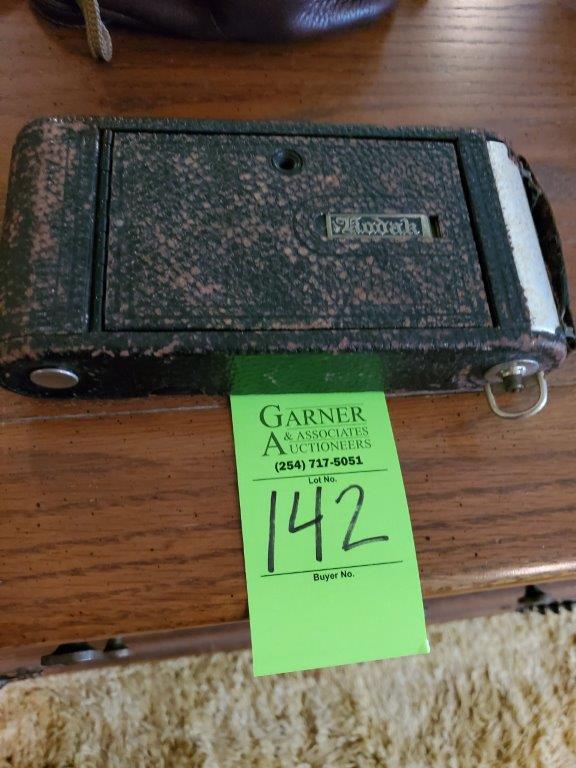 Kodak
GARNER
& ASSOCIATES
AUCTIONEERS
(254) 717-5051
Lot No.
142
Buyer No.